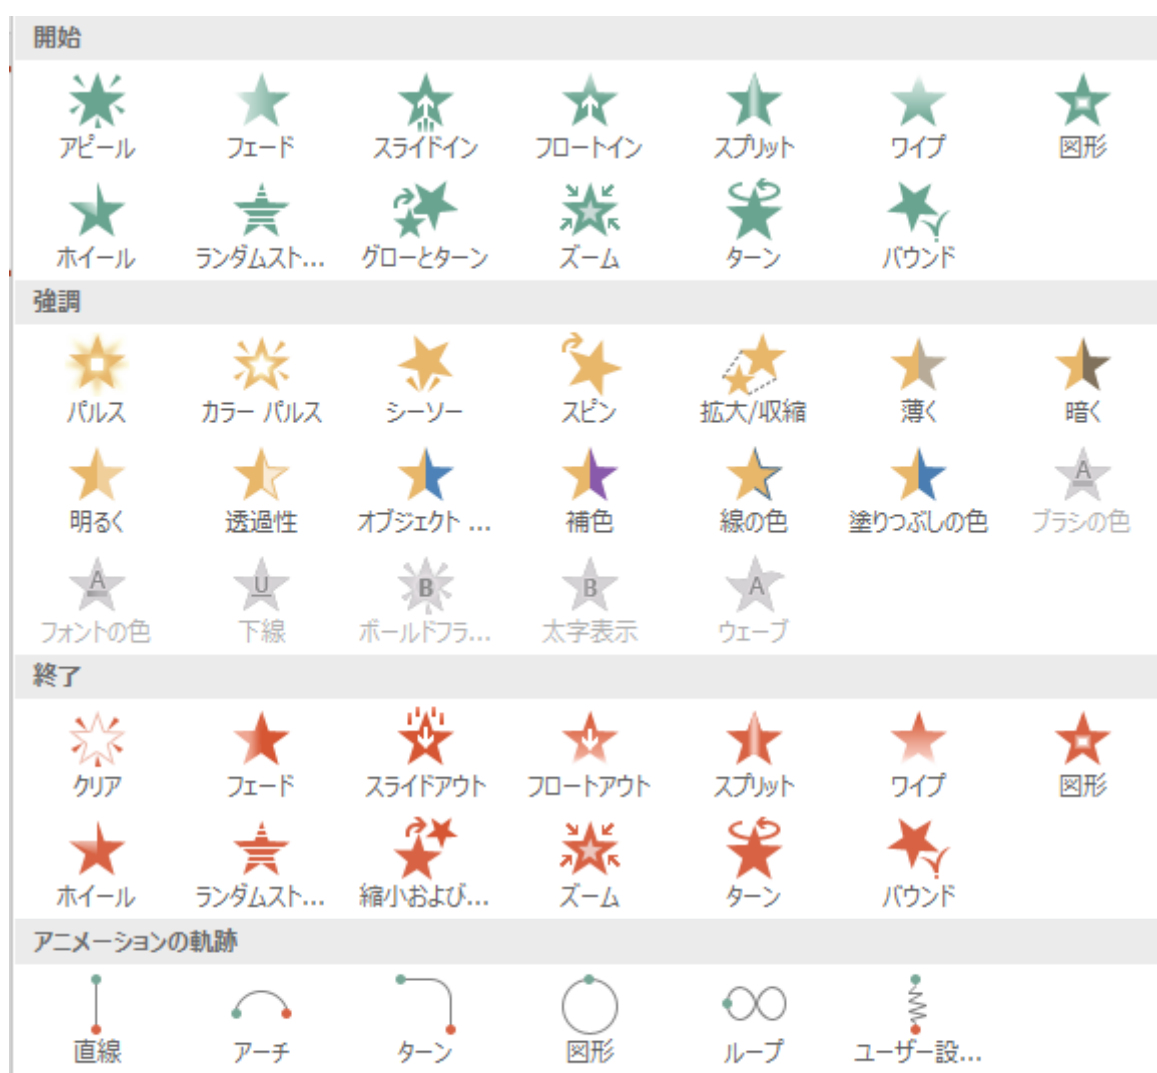 開始
アピール フェード スライドイン フロートイン スプリット ワイプ 図形
ホイール ランダムスト... グローとターン ズーム ターン バウンド
強調
パルス カラー パルス シーソー スピン 拡大/収縮 薄く 暗く
明るく 透過性 オブジェクト ... 補色 線の色 塗りつぶしの色 ブラシの色
フォントの色 下線 ボールドフラ... 太字表示 ウェーブ
終了
クリア フェード スライドアウト フロートアウト スプリット ワイプ 図形
ホイール ランダムスト... 縮小および... ズーム ターン バウンド
アニメーションの軌跡
直線 アーチ ターン 図形 ループ ユーザー設...